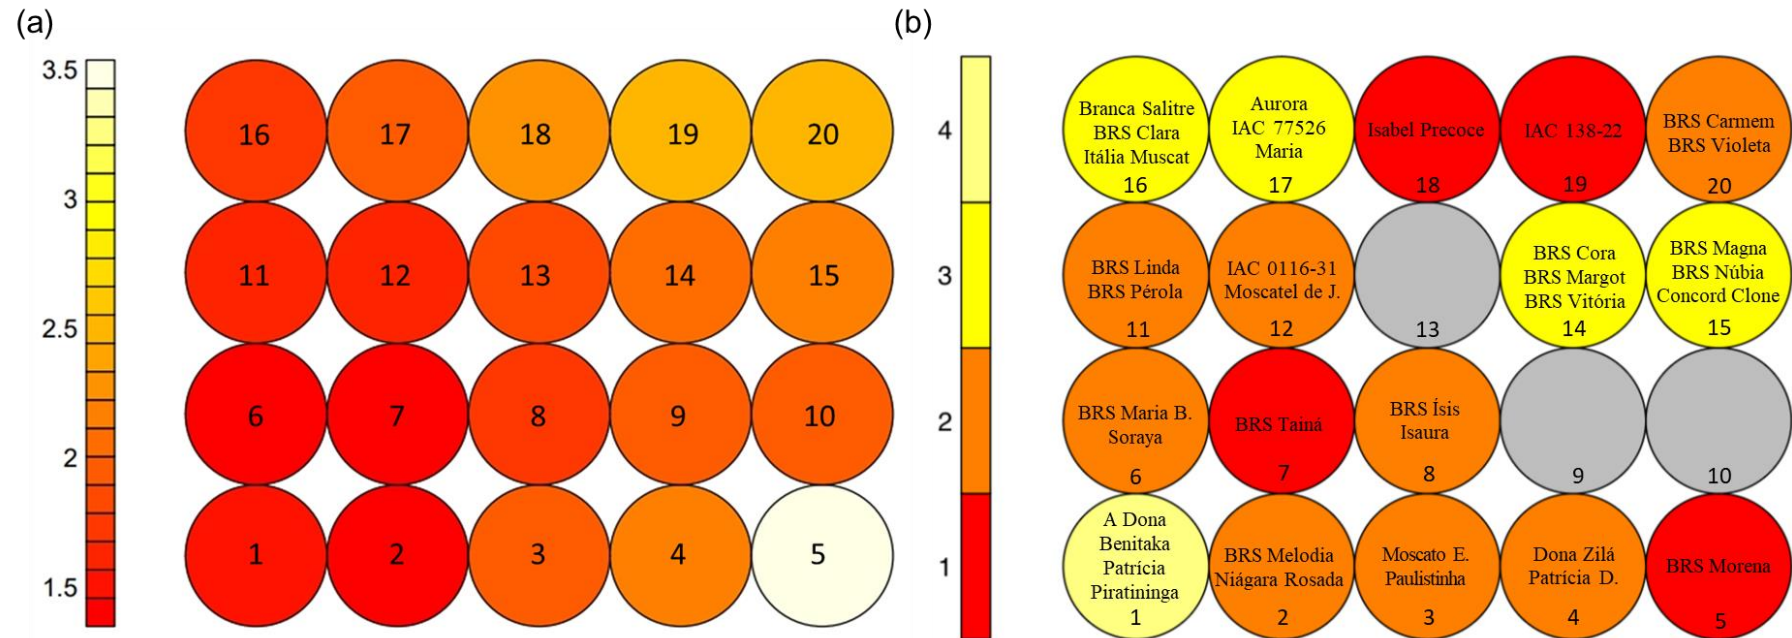 (a)
3.5
3
2.5
2
1.5
16
17
18
19
20
11
12
13
14
15
6
7
8
9
10
1
2
3
4
5
(b)
4
3
2
1
Branca Salitre
BRS Clara
Itália Muscat
16
Aurora
IAC 77526
Maria
17
Isabel Precoce
18
IAC 138-22
19
BRS Carmem
BRS Violeta
20
BRS Linda
BRS Pérola
11
IAC 0116-31
Moscatel de J.
12
13
BRS Cora
BRS Margot
BRS Vitória
14
BRS Magna
BRS Núbia
Concord Clone
15
BRS Maria B.
Soraya
6
BRS Tainá
7
BRS Ísis
Isaura
8
9
10
A Dona
Benitaka
Patrícia
Piratininga
1
BRS Melodia
Niágara Rosada
2
Moscato E.
Paulistinha
3
Dona Zilá
Patrícia D.
4
BRS Morena
5